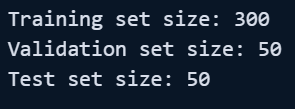 Training set size: 300
Validation set size: 50
Test set size: 50